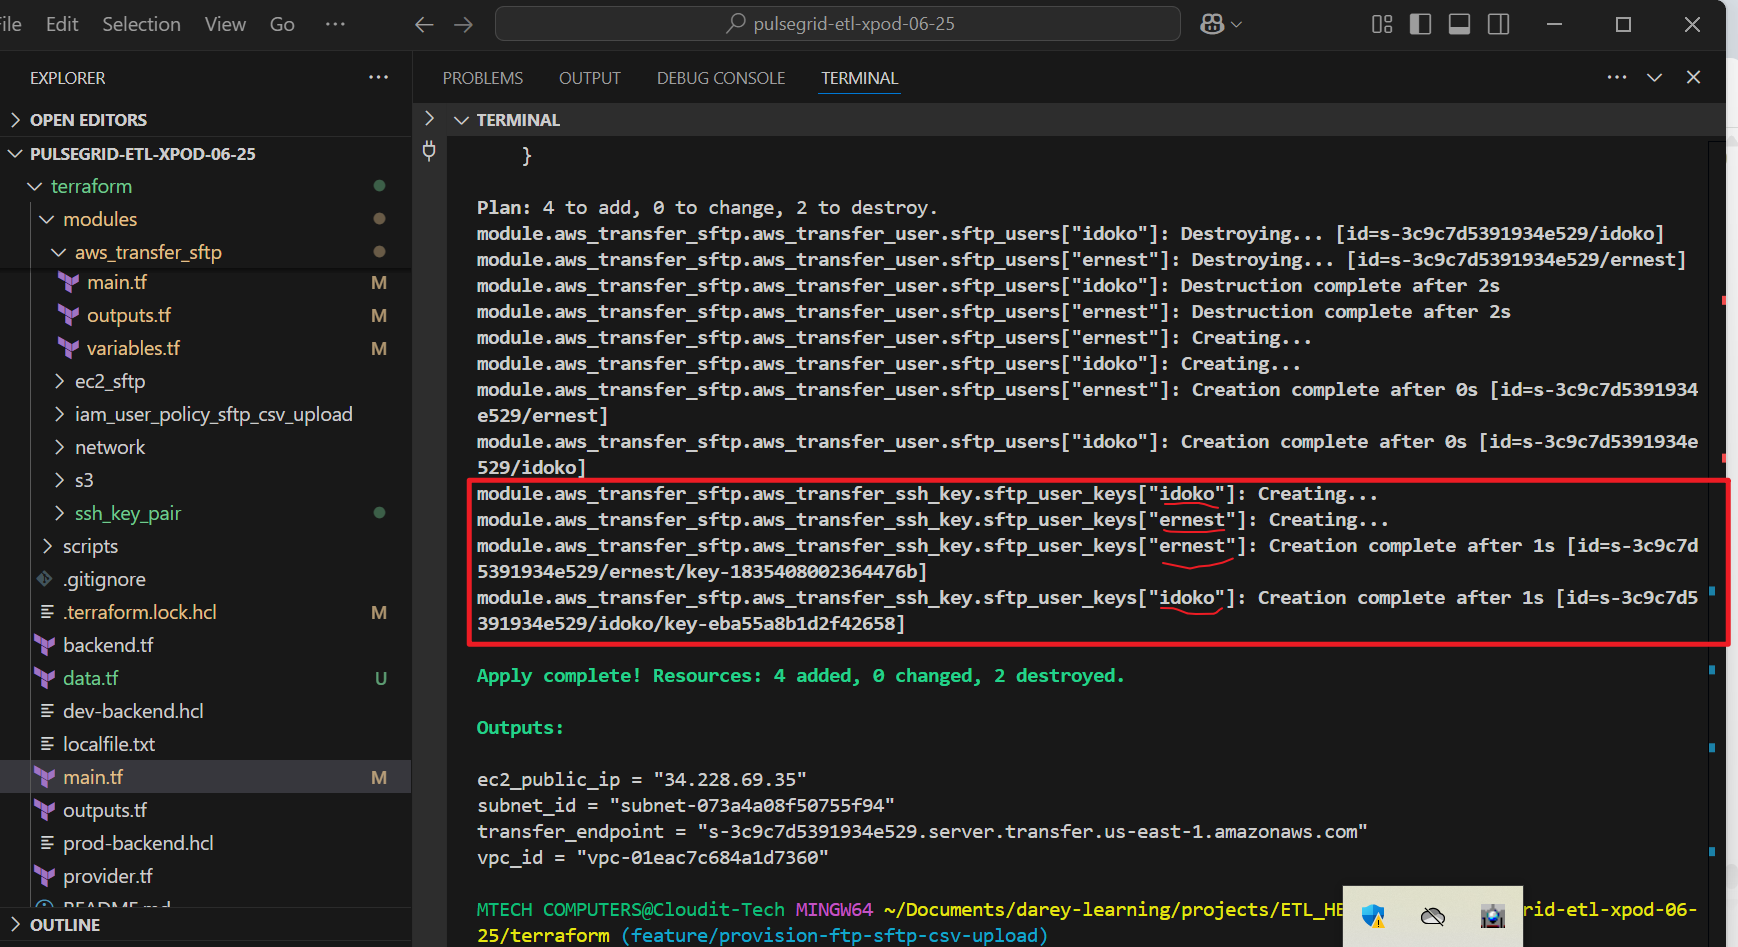 File Edit Selection View Go ··· pulsegrid-etl-xpod-06-25
EXPLORER ···
OPEN EDITORS
PULSEGRID-ETL-XPOD-06-25
terraform
modules
aws_transfer_sftp
main.tf M
outputs.tf M
variables.tf M
ec2_sftp
iam_user_policy_sftp_csv_upload
network
s3
ssh_key_pair
scripts
.gitignore
.terraform.lock.hcl M
backend.tf
data.tf U
dev-backend.hcl
localfile.txt
main.tf M
outputs.tf
prod-backend.hcl
provider.tf
README.md
OUTLINE
PROBLEMS OUTPUT DEBUG CONSOLE TERMINAL ···
TERMINAL
}
Plan: 4 to add, 0 to change, 2 to destroy.
module.aws_transfer_sftp.aws_transfer_user.sftp_users["idoko"]: Destroying... [id=s-3c9c7d5391934e529/idoko]
module.aws_transfer_sftp.aws_transfer_user.sftp_users["ernest"]: Destroying... [id=s-3c9c7d5391934e529/ernest]
module.aws_transfer_sftp.aws_transfer_user.sftp_users["idoko"]: Destruction complete after 2s
module.aws_transfer_sftp.aws_transfer_user.sftp_users["ernest"]: Destruction complete after 2s
module.aws_transfer_sftp.aws_transfer_user.sftp_users["ernest"]: Creating...
module.aws_transfer_sftp.aws_transfer_user.sftp_users["idoko"]: Creating...
module.aws_transfer_sftp.aws_transfer_user.sftp_users["ernest"]: Creation complete after 0s [id=s-3c9c7d5391934
e529/ernest]
module.aws_transfer_sftp.aws_transfer_user.sftp_users["idoko"]: Creation complete after 0s [id=s-3c9c7d5391934e
529/idoko]
module.aws_transfer_sftp.aws_transfer_ssh_key.sftp_user_keys["idoko"]: Creating...
module.aws_transfer_sftp.aws_transfer_ssh_key.sftp_user_keys["ernest"]: Creating...
module.aws_transfer_sftp.aws_transfer_ssh_key.sftp_user_keys["ernest"]: Creation complete after 1s [id=s-3c9c7d
5391934e529/ernest/key-1835408002364476b]
module.aws_transfer_sftp.aws_transfer_ssh_key.sftp_user_keys["idoko"]: Creation complete after 1s [id=s-3c9c7d5
391934e529/idoko/key-eba55a8b1d2f42658]
Apply complete! Resources: 4 added, 0 changed, 2 destroyed.
Outputs:
ec2_public_ip = "34.228.69.35"
subnet_id = "subnet-073a4a08f50755f94"
transfer_endpoint = "s-3c9c7d5391934e529.server.transfer.us-east-1.amazonaws.com"
vpc_id = "vpc-01eac7c684a1d7360"
MTECH COMPUTERS@Cloudit-Tech MINGW64 ~/Documents/darey-learning/projects/ETL_HE rid-etl-xpod-06-
25/terraform (feature/provision-ftp-sftp-csv-upload)